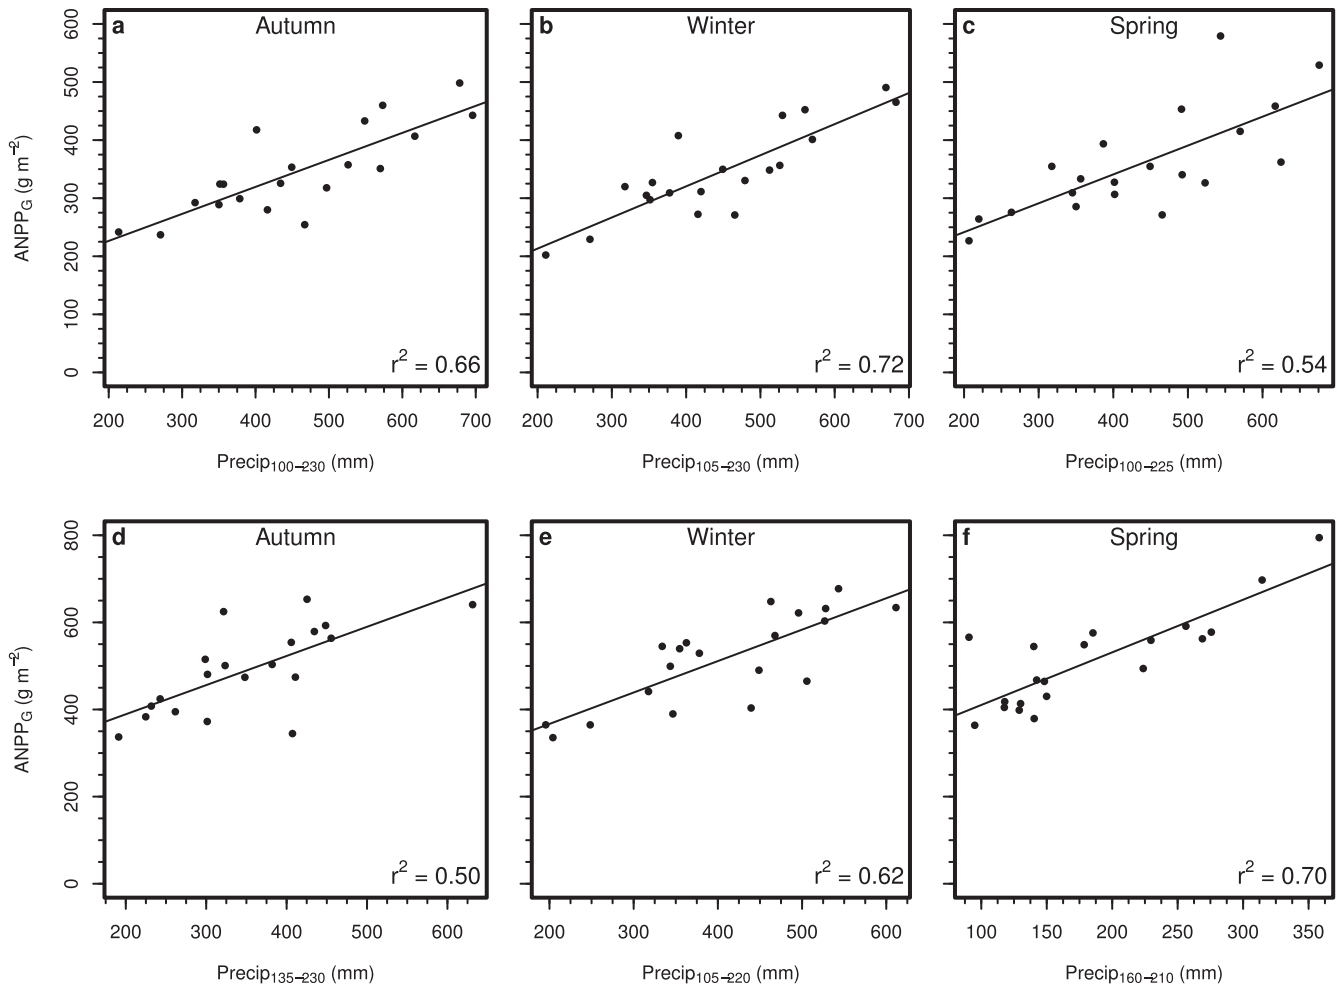 a Autumn
b Winter
c Spring
600
500
400
300
200
100
0
ANPP_G (g m⁻²)
r² = 0.66
r² = 0.72
r² = 0.54
200 300 400 500 600 700
200 300 400 500 600 700
200 300 400 500 600
Precip₁₀₀₋₂₃₀ (mm)
Precip₁₀₅₋₂₃₀ (mm)
Precip₁₀₀₋₂₂₅ (mm)
d Autumn
e Winter
f Spring
800
600
400
200
0
ANPP_G (g m⁻²)
r² = 0.50
r² = 0.62
r² = 0.70
200 300 400 500 600
200 300 400 500 600
100 150 200 250 300 350
Precip₁₃₅₋₂₃₀ (mm)
Precip₁₀₅₋₂₂₀ (mm)
Precip₁₆₀₋₂₁₀ (mm)